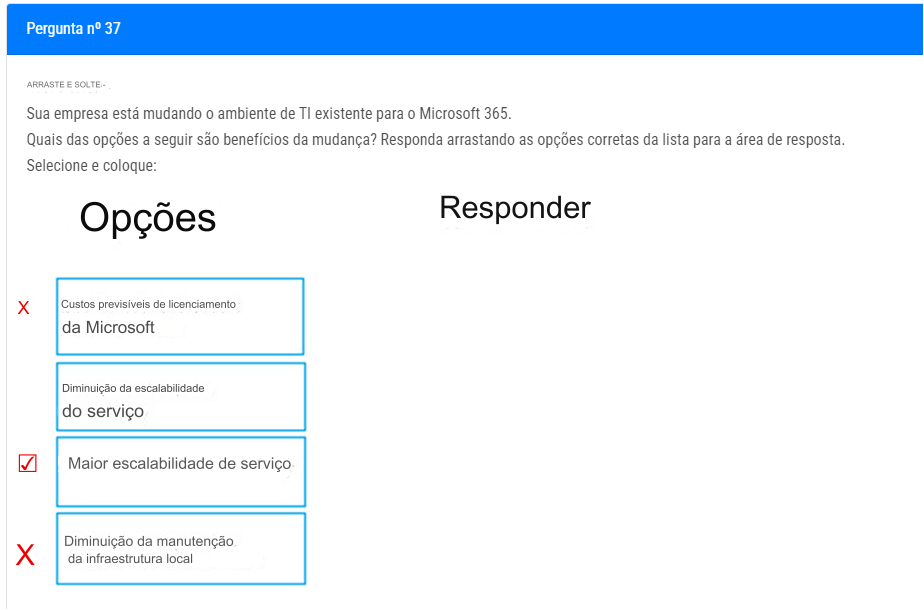 Pergunta nº 37
ARRASTE E SOLTE--
Sua empresa está mudando o ambiente de TI existente para o Microsoft 365.
Quais das opções a seguir são benefícios da mudança? Responda arrastando as opções corretas da lista para a área de resposta.
Selecione e coloque:
Opções
Responder
X
Custos previsíveis de licenciamento
da Microsoft
Diminuição da escalabilidade
do serviço
☑
Maior escalabilidade de serviço
X
Diminuição da manutenção
da infraestrutura local